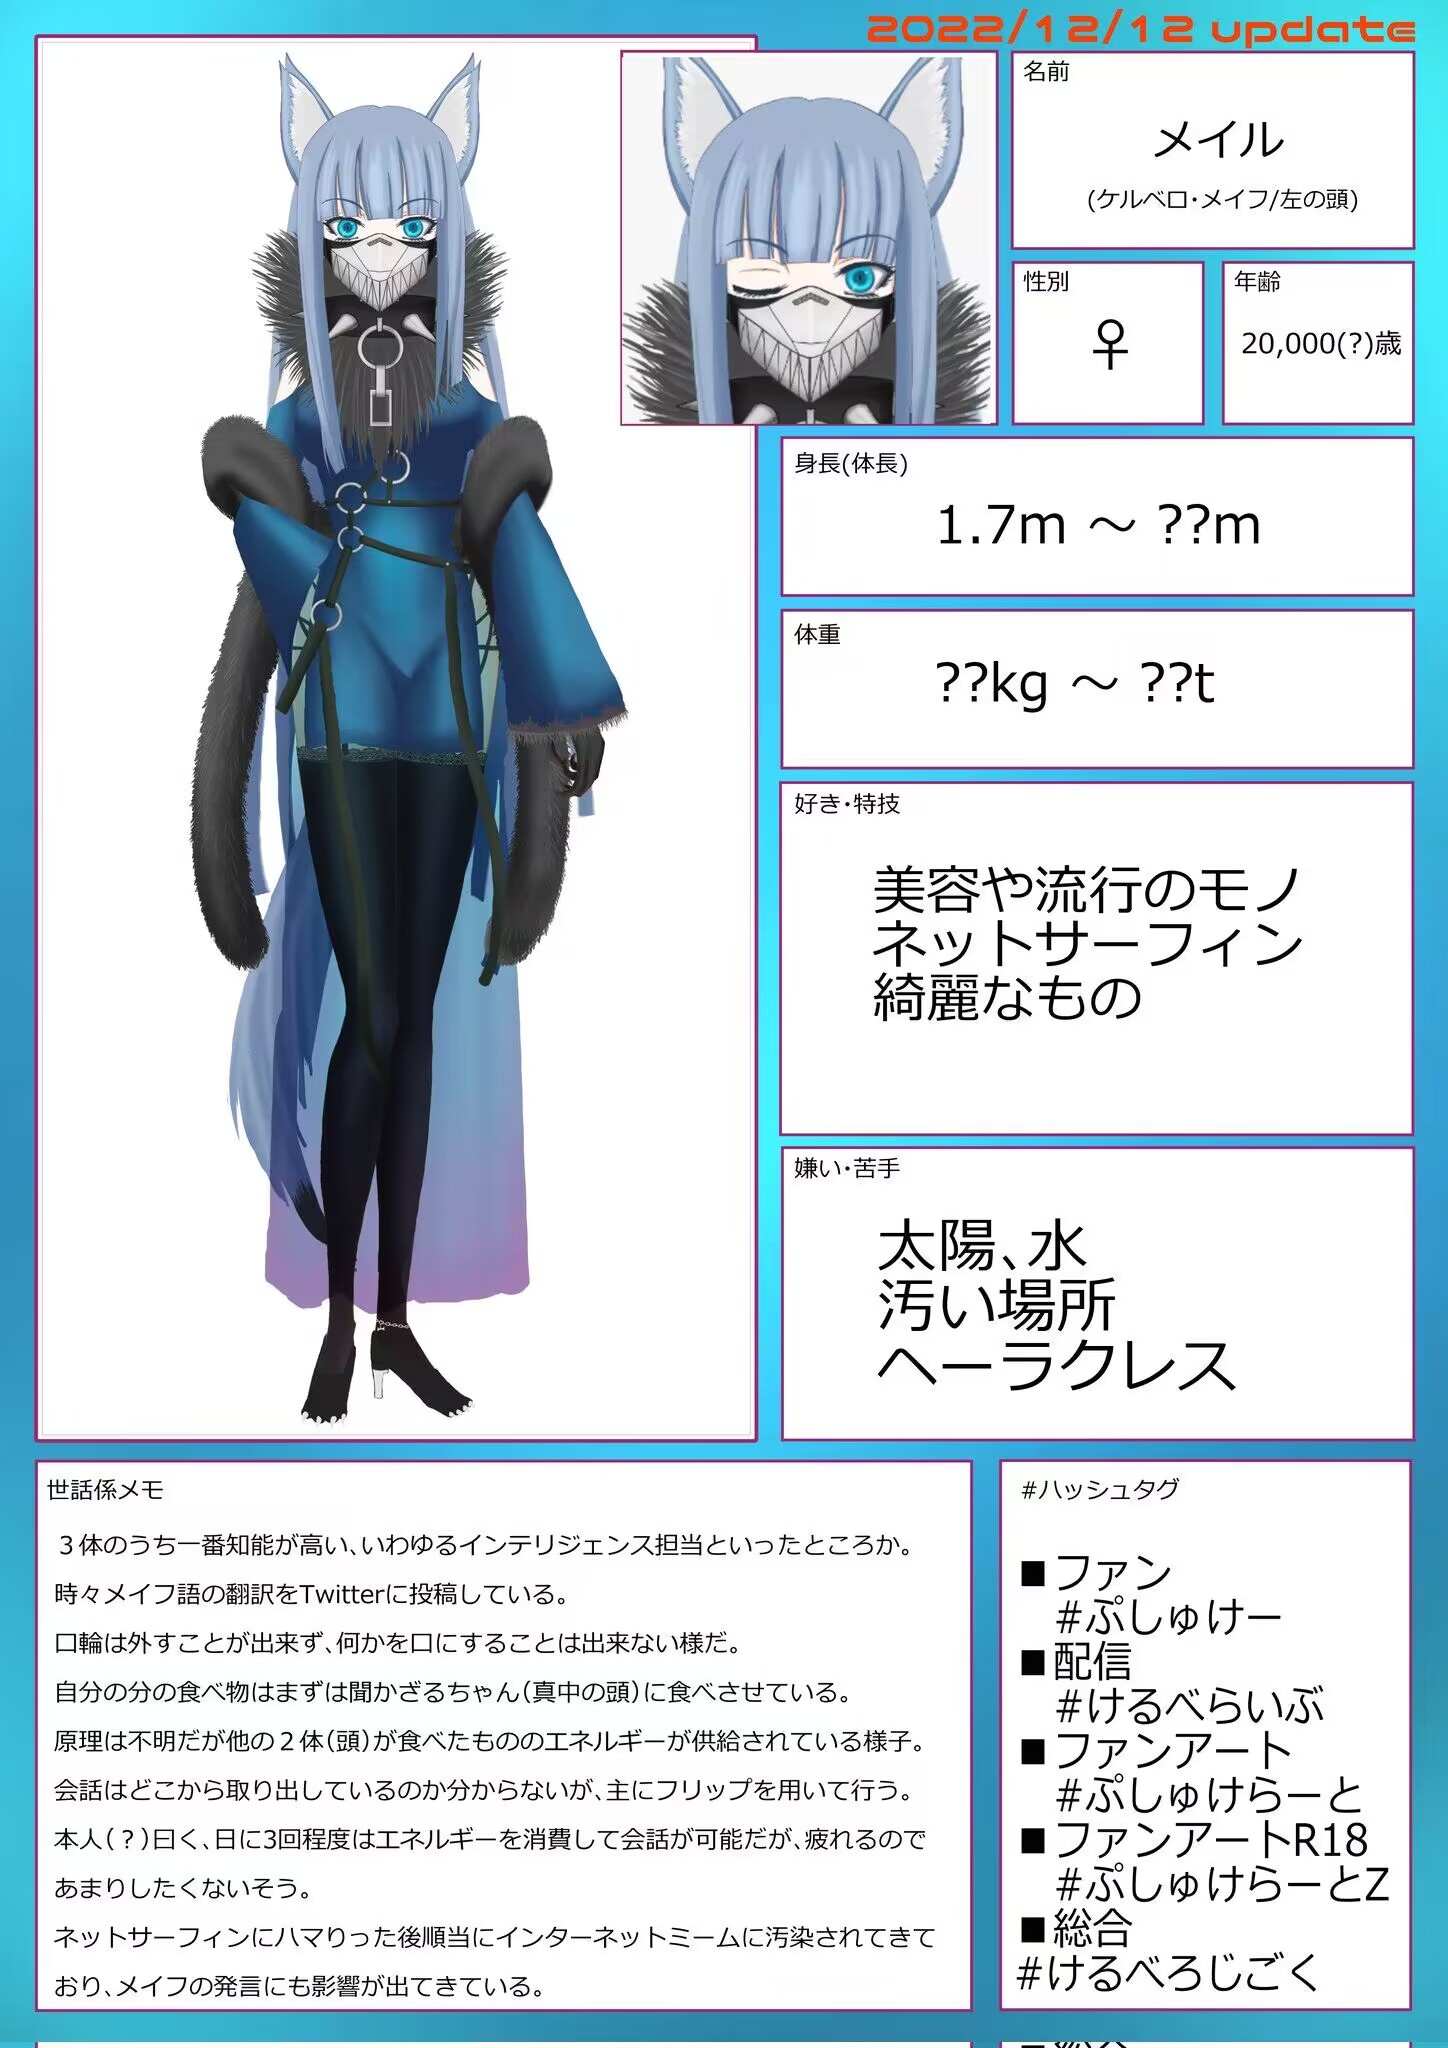 2022/12/12 update
名前
メイル
(ケルベロ・メイフ/左の頭)
性別
♀
年齢
20,000(?)歳
身長(体長)
1.7m ～ ??m
体重
??kg ～ ??t
好き・特技
美容や流行のモノ
ネットサーフィン
綺麗なもの
嫌い・苦手
太陽、水
汚い場所
ヘーラクレス
世話係メモ
３体のうち一番知能が高い、いわゆるインテリジェンス担当といったところか。
時々メイフ語の翻訳をTwitterに投稿している。
口輪は外すことが出来ず、何かを口にすることは出来ない様だ。
自分の分の食べ物はまずは聞かざるちゃん（真中の頭）に食べさせている。
原理は不明だが他の２体（頭）が食べたもののエネルギーが供給されている様子。
会話はどこから取り出しているのか分からないが、主にフリップを用いて行う。
本人（？）曰く、日に3回程度はエネルギーを消費して会話が可能だが、疲れるので
あまりしたくないそう。
ネットサーフィンにハマりった後順当にインターネットミームに汚染されてきて
おり、メイフの発言にも影響が出てきている。
#ハッシュタグ
■ファン
#ぷしゅけー
■配信
#けるべらいぶ
■ファンアート
#ぷしゅけらーと
■ファンアートR18
#ぷしゅけらーとZ
■総合
#けるべろじごく